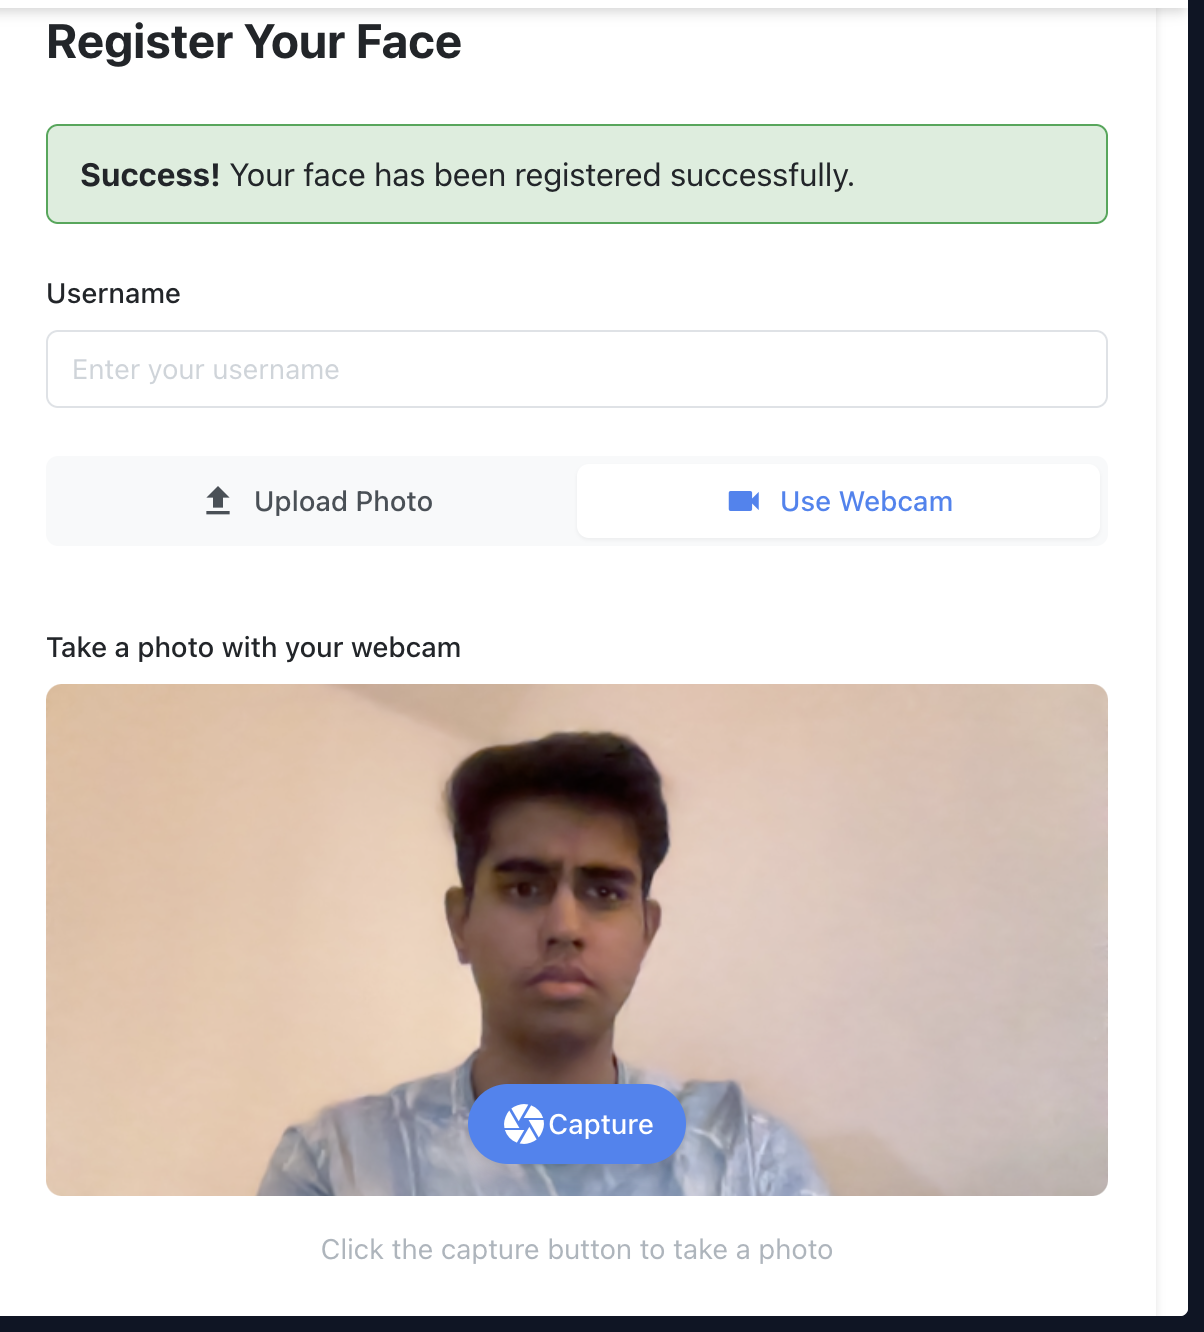 Register Your Face
Success! Your face has been registered successfully.
Username
Enter your username
Upload Photo
Use Webcam
Take a photo with your webcam
Capture
Click the capture button to take a photo